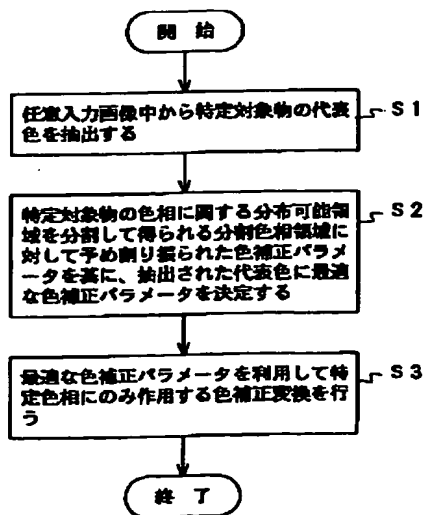 開 始
任意入力画像中から特定対象物の代表
色を抽出する
S1
特定対象物の色相に関する分布可能領
域を分割して得られる分割色相領域に
対して予め割り振られた色補正パラメ
ータを基に、抽出された代表色に最適
な色補正パラメータを決定する
S2
最適な色補正パラメータを利用して特
定色相にのみ作用する色補正変換を行
う
S3
終 了